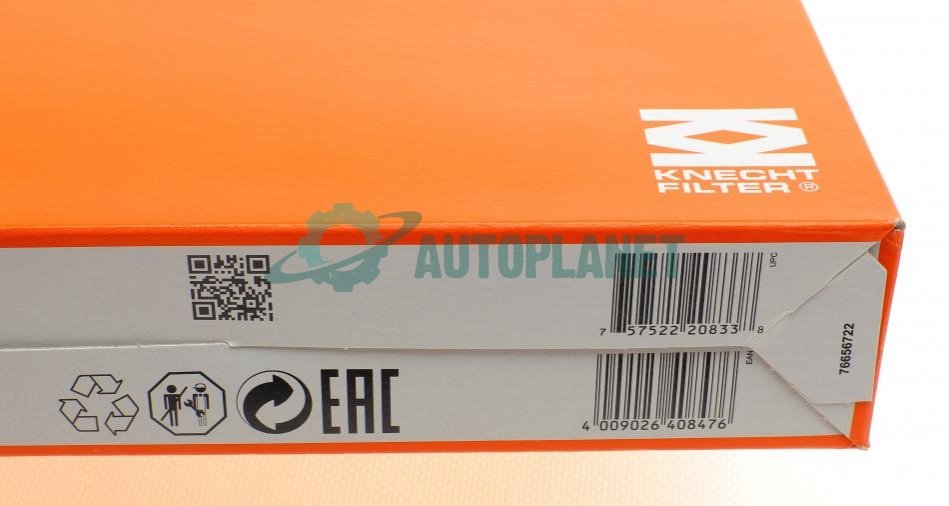 KNECHT
FILTER®
AUTOPLANET
UPC
7 57522 20833 8
EAN
76656722
EAC
4 009026 408476